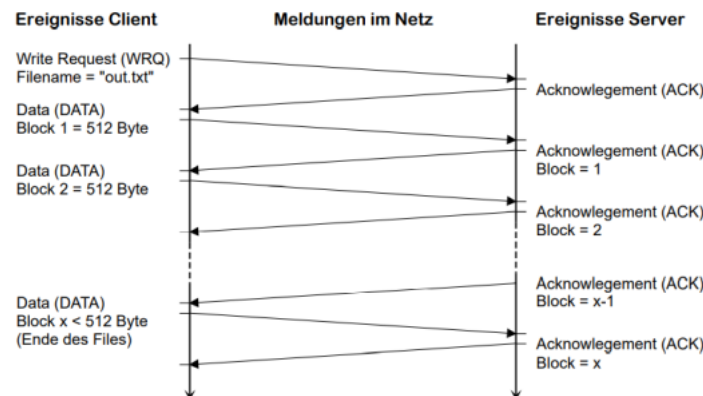 Ereignisse Client
Meldungen im Netz
Ereignisse Server
Write Request (WRQ)
Filename = "out.txt"
Acknowlegement (ACK)
Data (DATA)
Block 1 = 512 Byte
Acknowlegement (ACK)
Block = 1
Data (DATA)
Block 2 = 512 Byte
Acknowlegement (ACK)
Block = 2
Acknowlegement (ACK)
Block = x-1
Data (DATA)
Block x < 512 Byte
(Ende des Files)
Acknowlegement (ACK)
Block = x